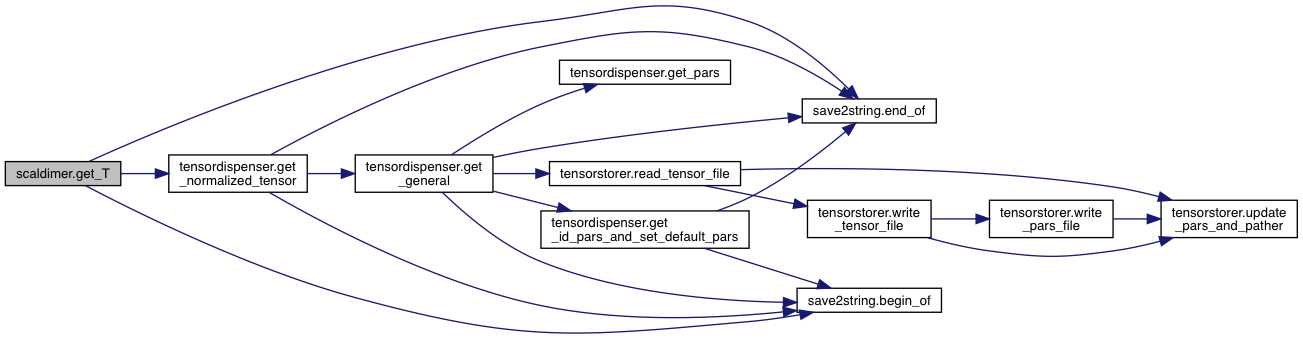 scaldimer.get_T
tensordispenser.get
_normalized_tensor
tensordispenser.get
_general
tensordispenser.get_pars
save2string.end_of
tensorstorer.read_tensor_file
tensordispenser.get
_id_pars_and_set_default_pars
tensorstorer.write
_tensor_file
tensorstorer.write
_pars_file
tensorstorer.update
_pars_and_pather
save2string.begin_of